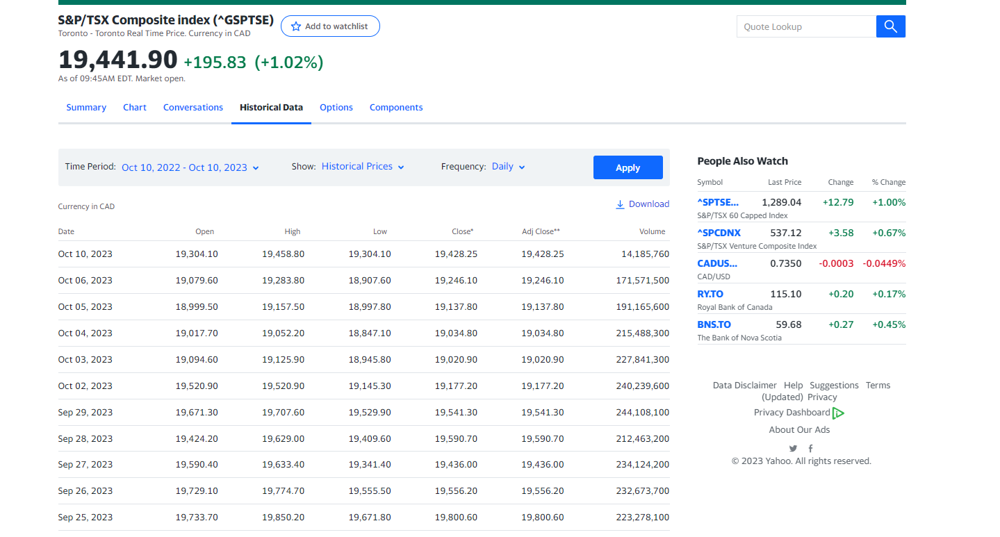 S&P/TSX Composite index (^GSPTSE) Add to watchlist
Toronto - Toronto Real Time Price. Currency in CAD
Quote Lookup
19,441.90 +195.83 (+1.02%)
As of 09:45AM EDT. Market open.
Summary Chart Conversations Historical Data Options Components
Time Period: Oct 10, 2022 - Oct 10, 2023 Show: Historical Prices Frequency: Daily Apply
Currency in CAD Download
Date Open High Low Close* Adj Close** Volume
Oct 10, 2023 19,304.10 19,458.80 19,304.10 19,428.25 19,428.25 14,185,760
Oct 06, 2023 19,079.60 19,283.80 18,907.60 19,246.10 19,246.10 171,571,500
Oct 05, 2023 18,999.50 19,157.50 18,997.80 19,137.80 19,137.80 191,165,600
Oct 04, 2023 19,017.70 19,052.20 18,847.10 19,034.80 19,034.80 215,488,300
Oct 03, 2023 19,094.60 19,125.90 18,945.80 19,020.90 19,020.90 227,841,300
Oct 02, 2023 19,520.90 19,520.90 19,145.30 19,177.20 19,177.20 240,239,600
Sep 29, 2023 19,671.30 19,707.60 19,529.90 19,541.30 19,541.30 244,108,100
Sep 28, 2023 19,424.20 19,629.00 19,409.60 19,590.70 19,590.70 212,463,200
Sep 27, 2023 19,590.40 19,633.40 19,341.40 19,436.00 19,436.00 234,124,200
Sep 26, 2023 19,729.10 19,774.70 19,555.50 19,556.20 19,556.20 232,673,700
Sep 25, 2023 19,733.70 19,850.20 19,671.80 19,800.60 19,800.60 223,278,100
People Also Watch
Symbol Last Price Change % Change
^SPTSE... 1,289.04 +12.79 +1.00%
S&P/TSX 60 Capped Index
^SPCDNX 537.12 +3.58 +0.67%
S&P/TSX Venture Composite Index
CADUS... 0.7350 -0.0003 -0.0449%
CAD/USD
RY.TO 115.10 +0.20 +0.17%
Royal Bank of Canada
BNS.TO 59.68 +0.27 +0.45%
The Bank of Nova Scotia
Data Disclaimer Help Suggestions Terms
(Updated) Privacy
Privacy Dashboard
About Our Ads
© 2023 Yahoo. All rights reserved.